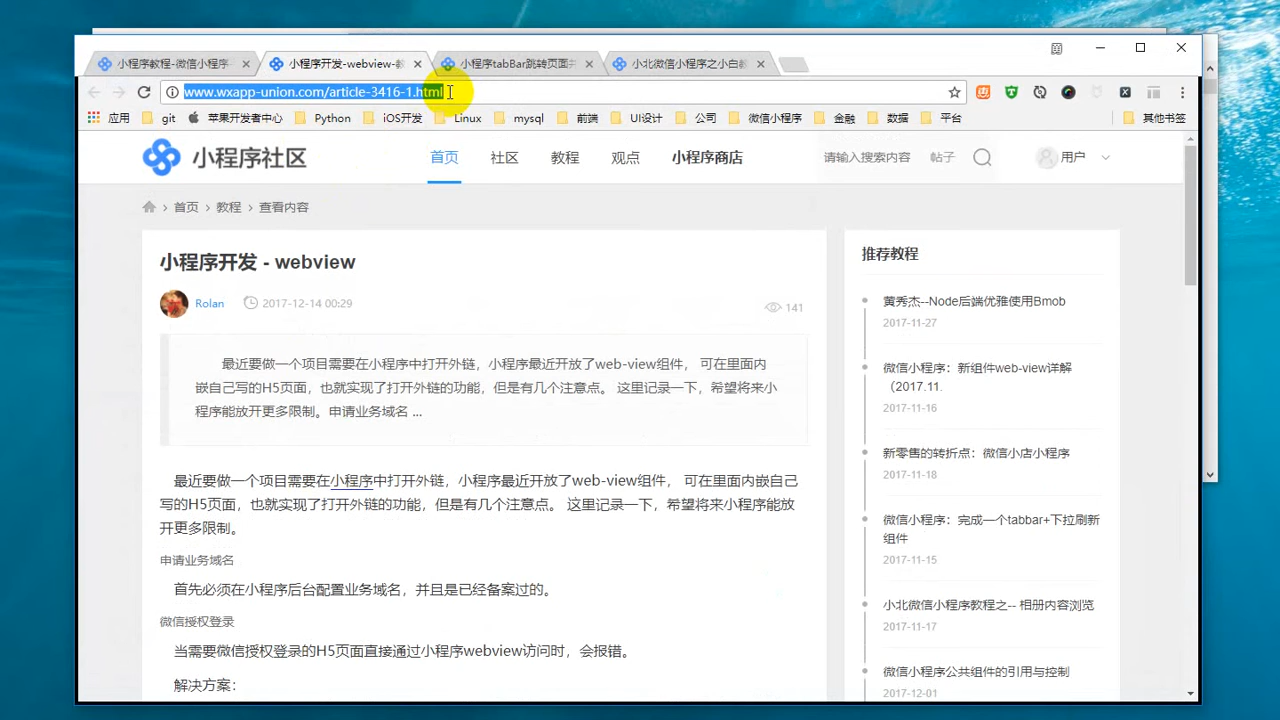 小程序教程-微信小程序
小程序开发-webview-教
小程序tabBar跳转页面并
小北微信小程序之小白教
www.wxapp-union.com/article-3416-1.html
应用
git
苹果开发者中心
Python
iOS开发
Linux
mysql
前端
UI设计
公司
微信小程序
金融
数据
平台
其他书签
小程序社区
首页
社区
教程
观点
小程序商店
请输入搜索内容
帖子
用户
首页 › 教程 › 查看内容
小程序开发 - webview
Rolan
2017-12-14 00:29
141
最近要做一个项目需要在小程序中打开外链，小程序最近开放了web-view组件， 可在里面内
嵌自己写的H5页面，也就实现了打开外链的功能，但是有几个注意点。 这里记录一下，希望将来小
程序能放开更多限制。申请业务域名 ...
最近要做一个项目需要在小程序中打开外链，小程序最近开放了web-view组件， 可在里面内嵌自己
写的H5页面，也就实现了打开外链的功能，但是有几个注意点。 这里记录一下，希望将来小程序能放
开更多限制。
申请业务域名
首先必须在小程序后台配置业务域名，并且是已经备案过的。
微信授权登录
当需要微信授权登录的H5页面直接通过小程序webview访问时，会报错。
解决方案：
推荐教程
黄秀杰--Node后端优雅使用Bmob
2017-11-27
微信小程序：新组件web-view详解
（2017.11.
2017-11-16
新零售的转折点：微信小店小程序
2017-11-18
微信小程序：完成一个tabbar+下拉刷新
组件
2017-11-15
小北微信小程序教程之-- 相册内容浏览
2017-11-17
微信小程序公共组件的引用与控制
2017-12-01